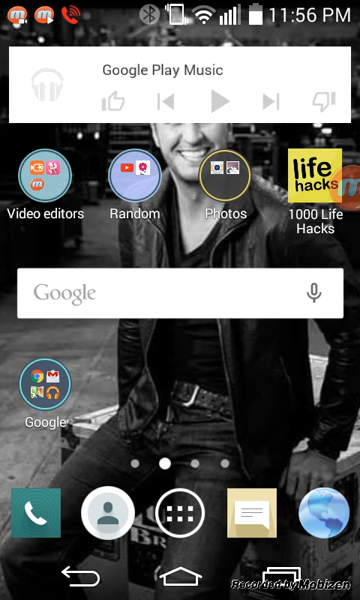 11:56 PM
Google Play Music
life
hacks
Video editors
Random
Photos
1000 Life
Hacks
Google
Google
BR
Recorded by Mobizen